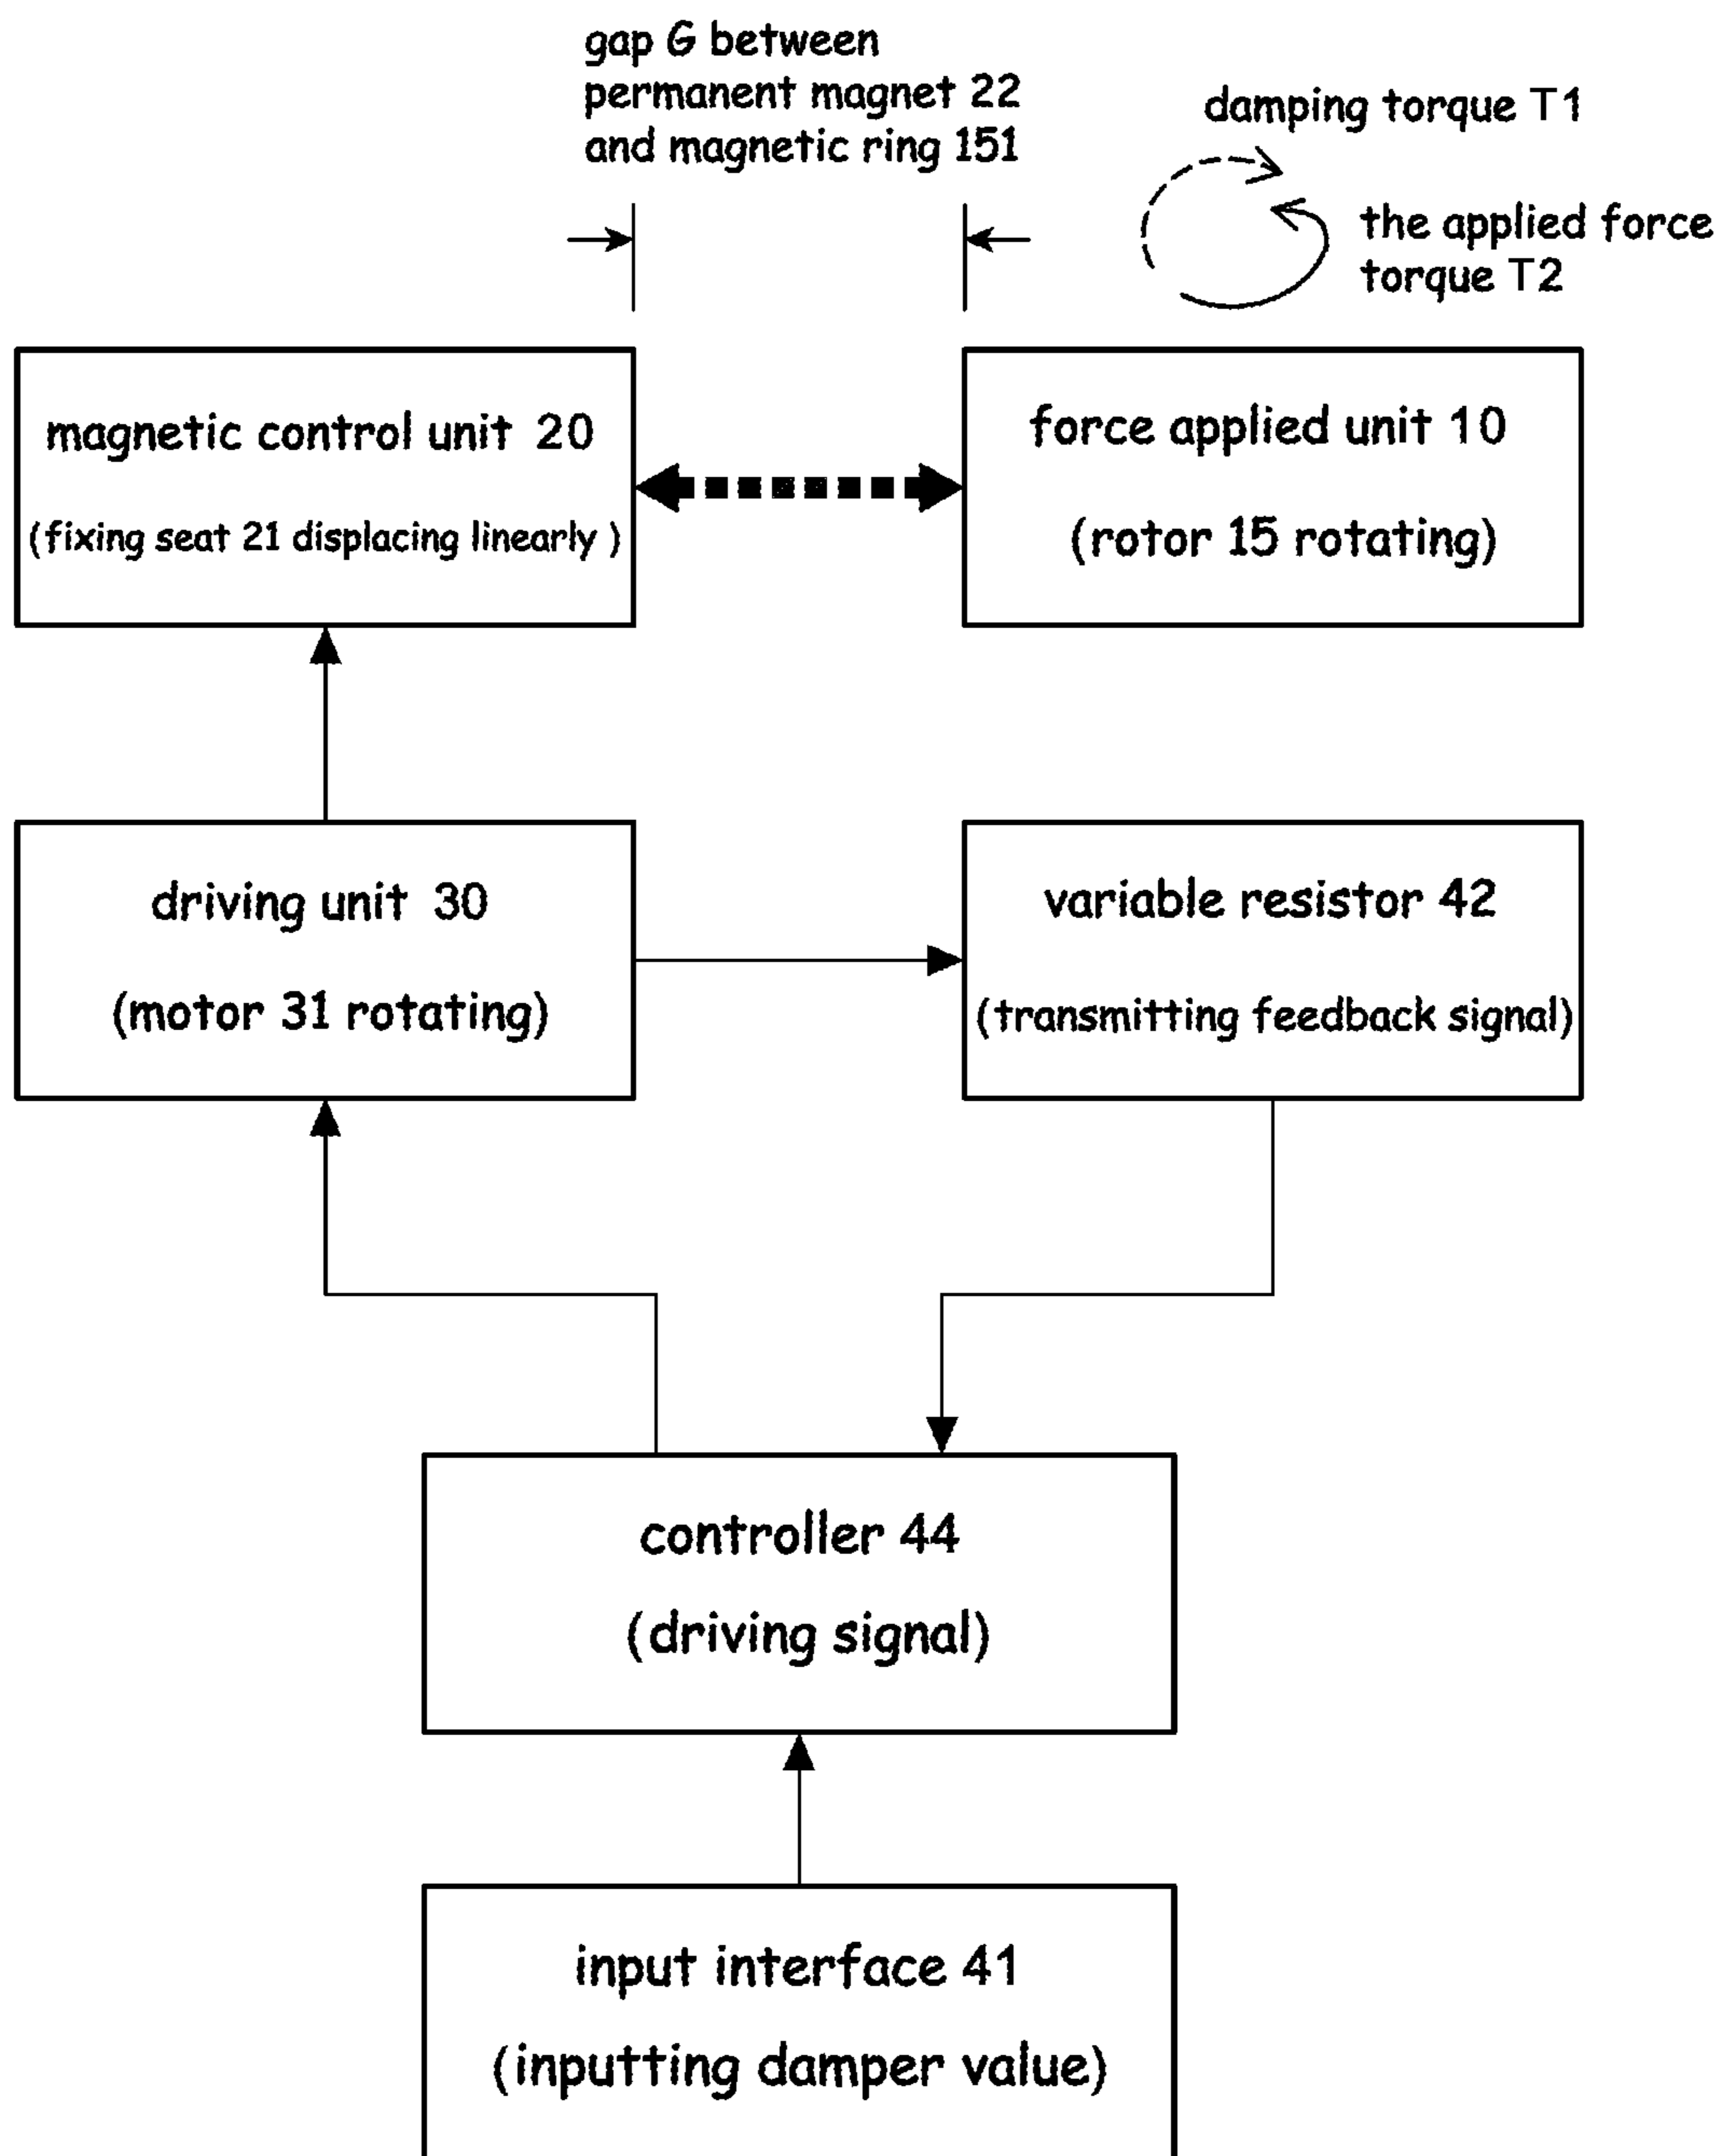 gap G between
permanent magnet 22
and magnetic ring 151
damping torque T1
the applied force
torque T2
magnetic control unit 20
(fixing seat 21 displacing linearly )
force applied unit 10
(rotor 15 rotating)
driving unit 30
(motor 31 rotating)
variable resistor 42
(transmitting feedback signal)
controller 44
(driving signal)
input interface 41
(inputting damper value)